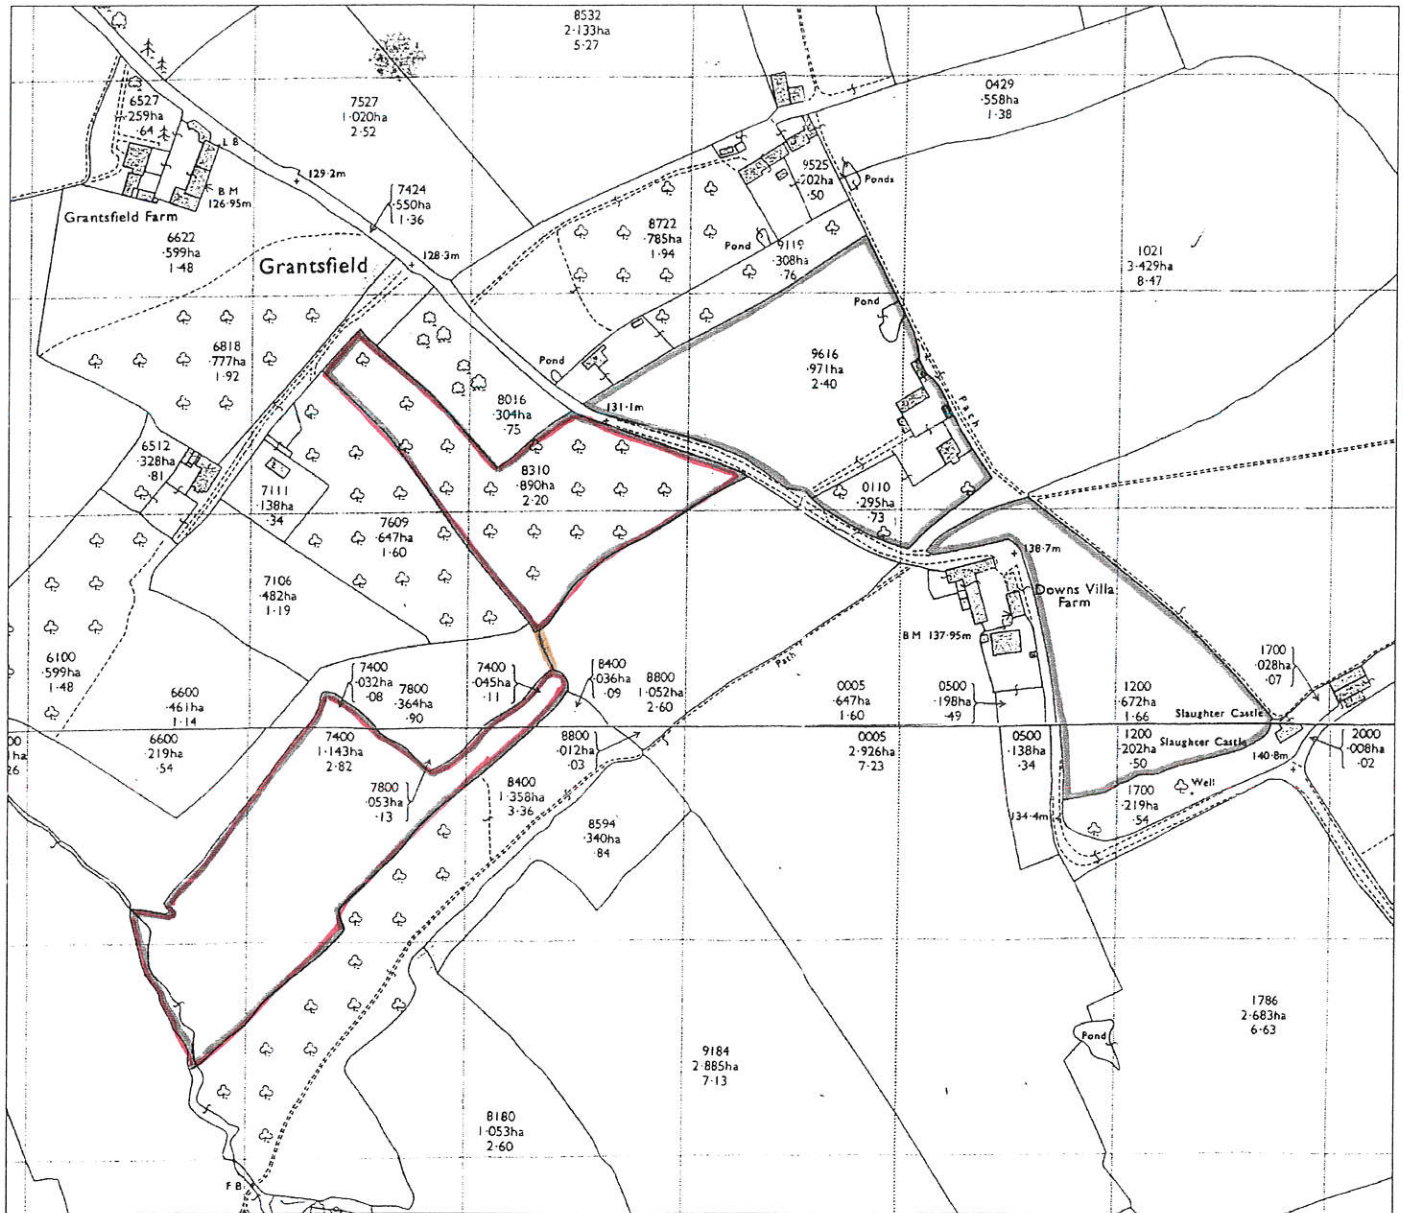 8532
2·133ha
5·27
0429
·558ha
1·38
6527
·259ha
·64
7527
1·020ha
2·52
L B
B M
126·95m
129·2m
Grantsfield Farm
7424
·550ha
1·36
9525
·202ha
·50
Ponds
8722
·785ha
1·94
Pond
9119
·308ha
·76
6622
·599ha
1·48
Grantsfield
128·3m
1021
3·429ha
8·47
Pond
6818
·777ha
1·92
Pond
9616
·971ha
2·40
8016
·304ha
·75
131·1m
Path
6512
·328ha
·81
7111
·138ha
·34
8310
·890ha
2·20
0110
·295ha
·73
7609
·647ha
1·60
138·7m
7106
·482ha
1·19
Downs Villa
Farm
B M 137·95m
6100
·599ha
1·48
6600
·461ha
1·14
7400
·032ha
·08
7800
·364ha
·90
7400
·045ha
·11
8400
·036ha
·09
8800
1·052ha
2·60
Path
0005
·647ha
1·60
0500
·198ha
·49
1200
·672ha
1·66
1700
·028ha
·07
Slaughter Castle
6600
·219ha
·54
7400
1·143ha
2·82
8800
·012ha
·03
0005
2·926ha
7·23
0500
·138ha
·34
1200
·202ha
·50
Slaughter Castle
140·8m
2000
·008ha
·02
7800
·053ha
·13
8400
1·358ha
3·36
1700
·219ha
·54
Well
8594
·340ha
·84
134·4m
1786
2·683ha
6·63
Pond
9184
2·885ha
7·13
8180
1·053ha
2·60
F B